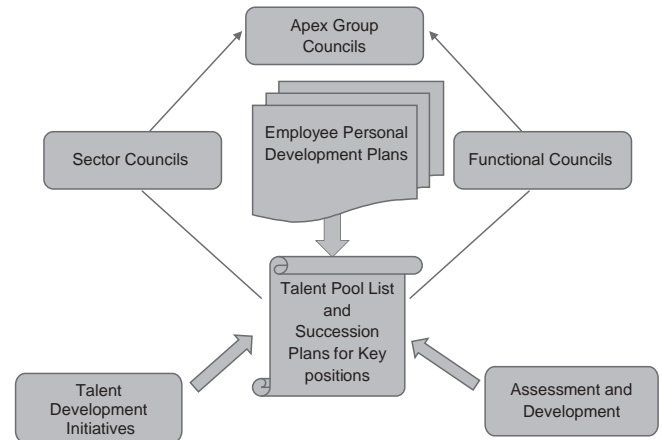 Apex Group
Councils
Sector Councils
Employee Personal
Development Plans
Functional Councils
Talent Pool List
and
Succession
Plans for Key
positions
Talent
Development
Initiatives
Assessment and
Development